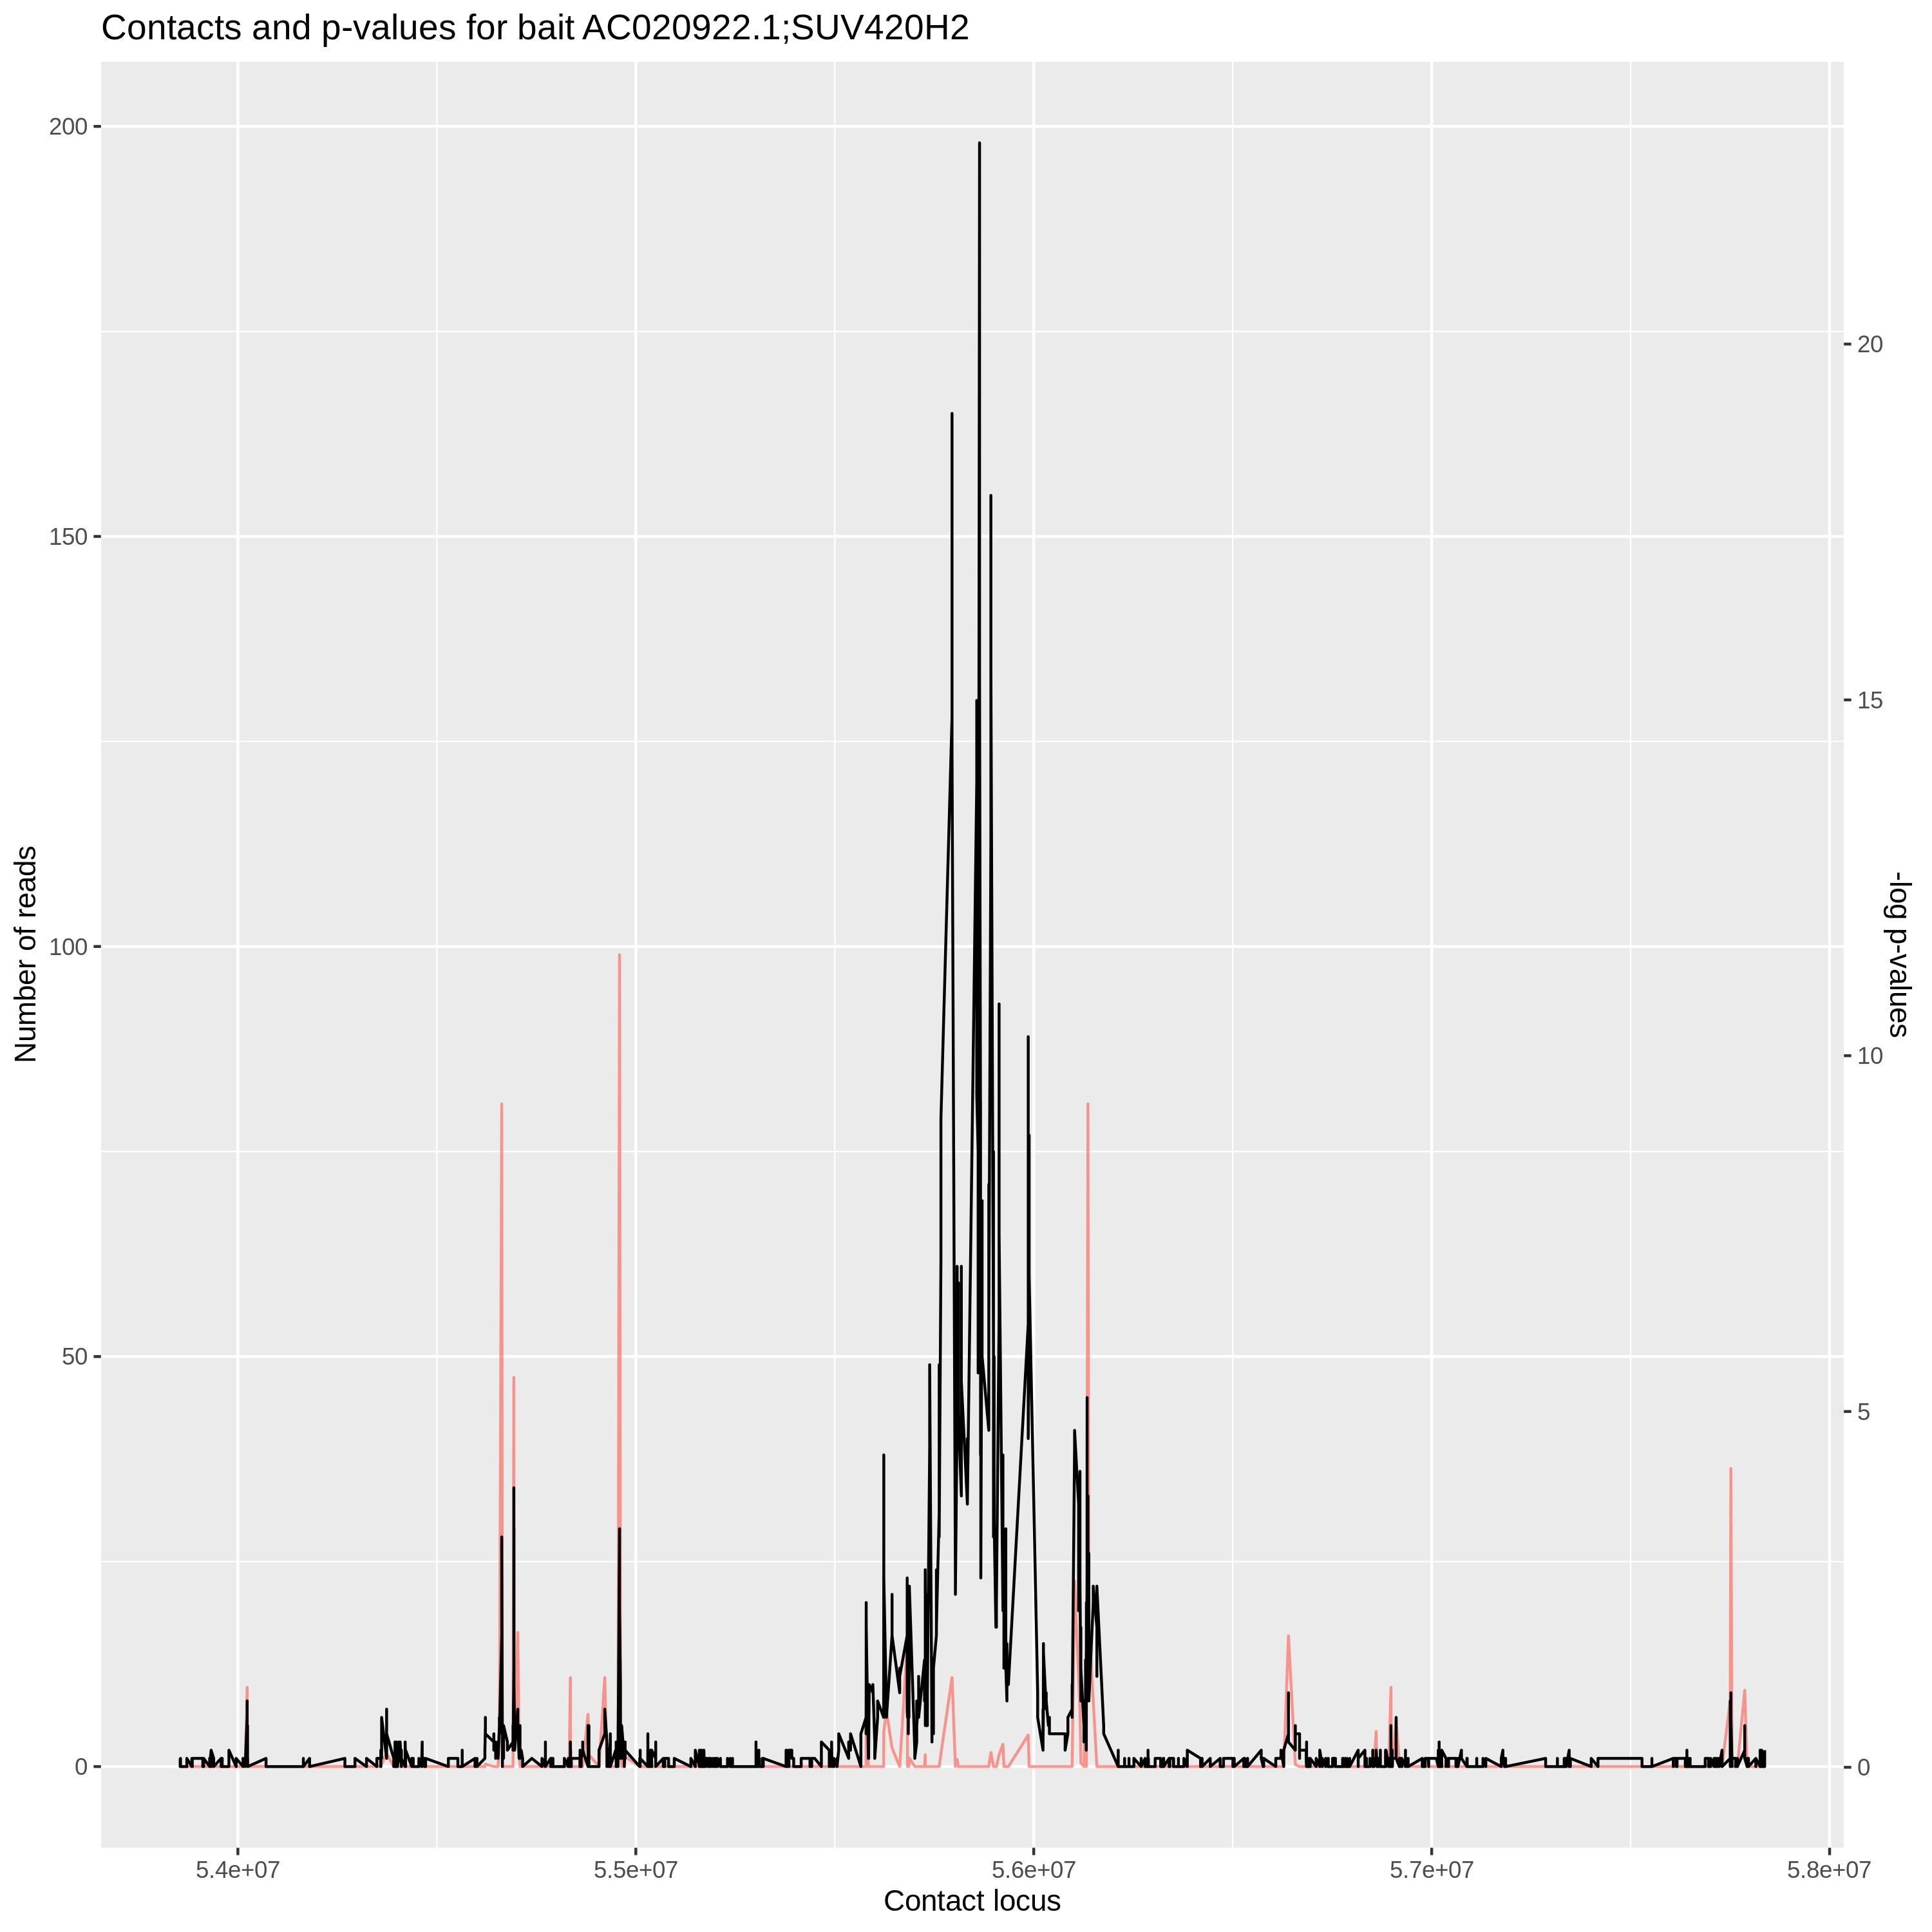 Contacts and p-values for bait AC020922.1;SUV420H2
200
150
100
50
0
Number of reads
20
15
10
5
0
-log p-values
5.4e+07
5.5e+07
5.6e+07
5.7e+07
5.8e+07
Contact locus